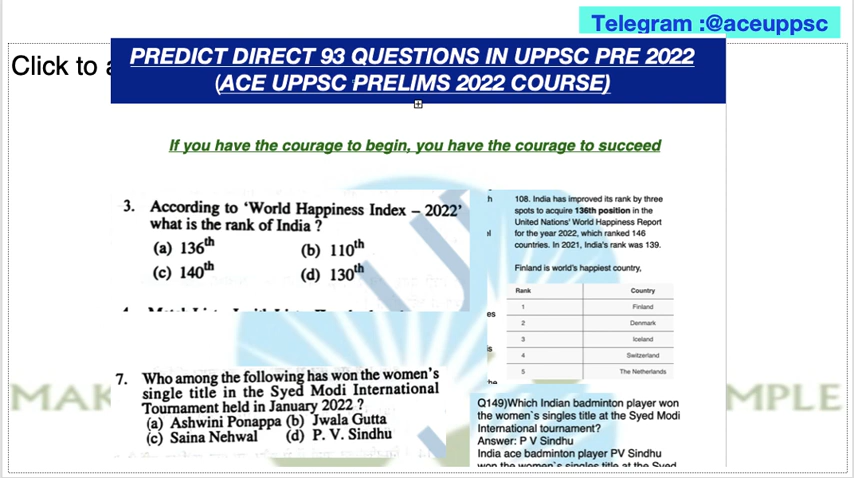 Telegram :@aceuppsc
Click to
PREDICT DIRECT 93 QUESTIONS IN UPPSC PRE 2022
(ACE UPPSC PRELIMS 2022 COURSE)
If you have the courage to begin, you have the courage to succeed
3. According to ‘World Happiness Index – 2022’
what is the rank of India ?
(a) 136th (b) 110th
(c) 140th (d) 130th
7. Who among the following has won the women’s
single title in the Syed Modi International
Tournament held in January 2022 ?
(a) Ashwini Ponappa (b) Jwala Gutta
(c) Saina Nehwal (d) P. V. Sindhu
108. India has improved its rank by three
spots to acquire 136th position in the
United Nations' World Happiness Report
for the year 2022, which ranked 146
countries. In 2021, India's rank was 139.
Finland is world's happiest country,
Rank Country
1 Finland
2 Denmark
3 Iceland
4 Switzerland
5 The Netherlands
Q149)Which Indian badminton player won
the women`s singles title at the Syed Modi
International tournament?
Answer: P V Sindhu
India ace badminton player PV Sindhu
won the women`s singles title at the Syed
MAK
MPLE